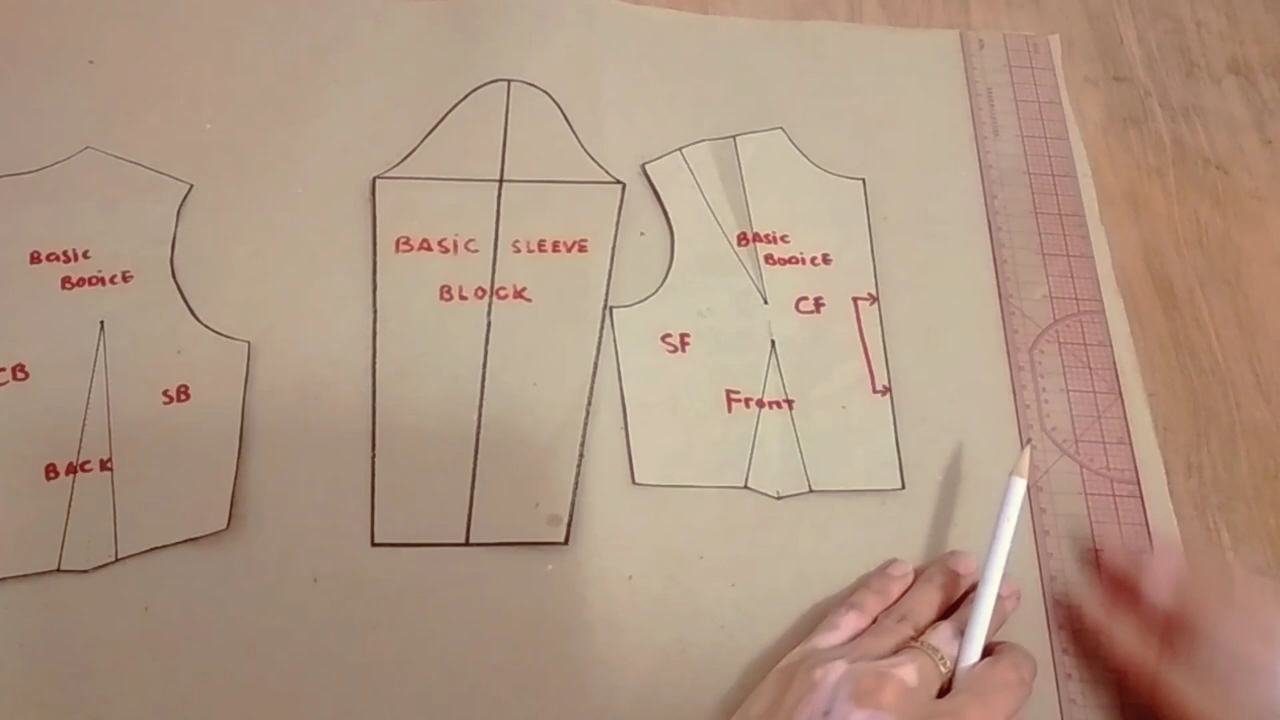 Basic
BODICE
CB
SB
BACK
BASIC SLEEVE
BLOCK
BASIC
BODICE
CF
SF
Front